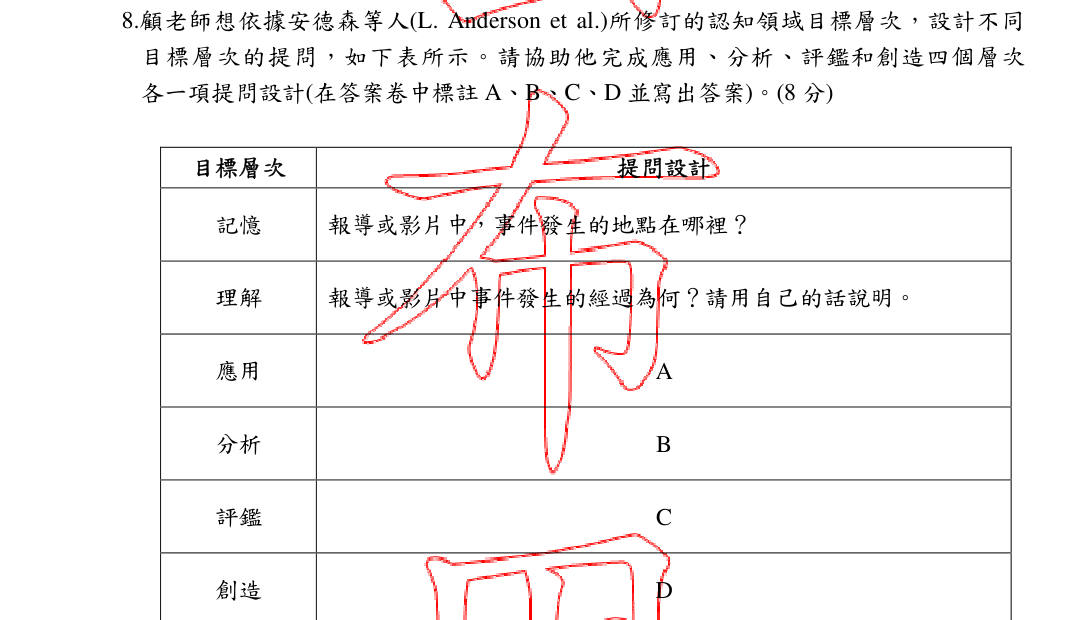 8.顧老師想依據安德森等人(L. Anderson et al.)所修訂的認知領域目標層次，設計不同
目標層次的提問，如下表所示。請協助他完成應用、分析、評鑑和創造四個層次
各一項提問設計(在答案卷中標註 A、B、C、D 並寫出答案)。(8 分)
目標層次 提問設計
記憶 報導或影片中，事件發生的地點在哪裡？
理解 報導或影片中事件發生的經過為何？請用自己的話說明。
應用 A
分析 B
評鑑 C
創造 D
布